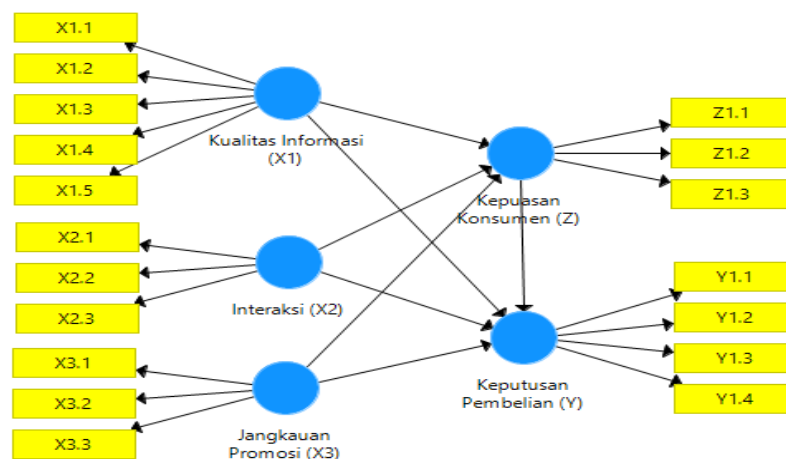 X1.1
X1.2
X1.3
X1.4
X1.5
Kualitas Informasi
(X1)
X2.1
X2.2
X2.3
Interaksi (X2)
X3.1
X3.2
X3.3
Jangkauan
Promosi (X3)
Kepuasan
Konsumen (Z)
Z1.1
Z1.2
Z1.3
Keputusan
Pembelian (Y)
Y1.1
Y1.2
Y1.3
Y1.4